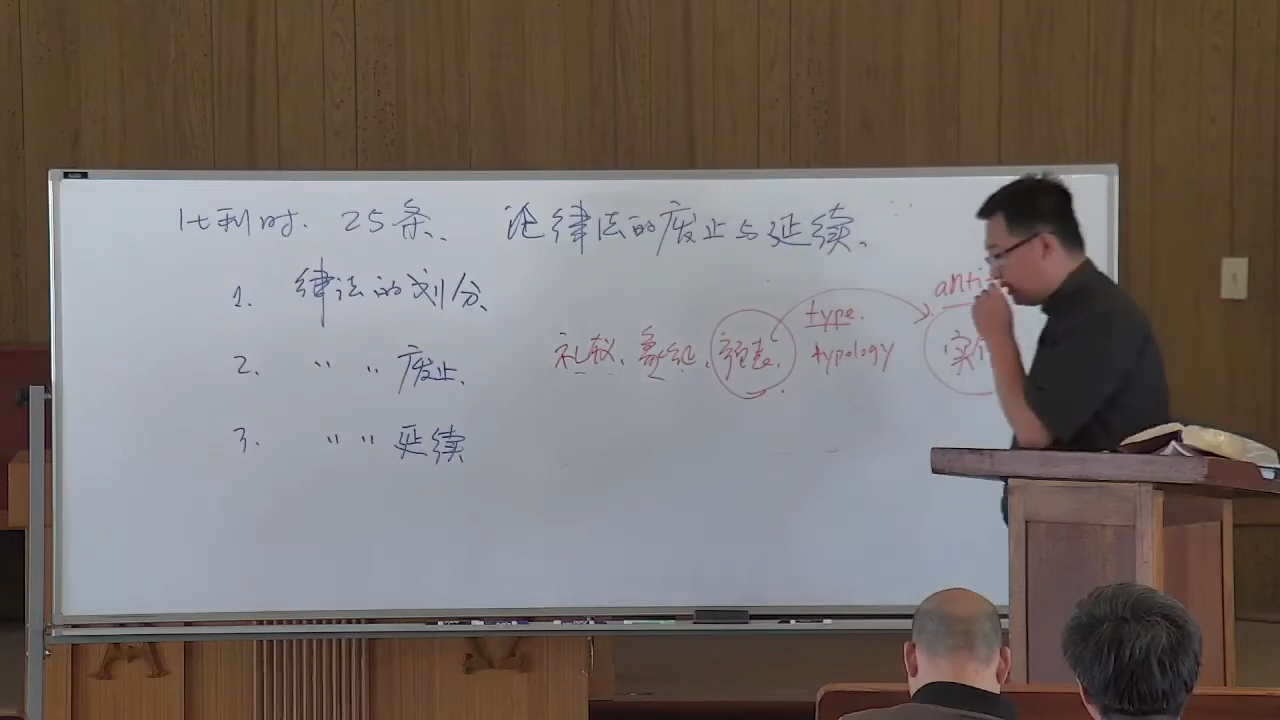 比利时. 25条. 论律法的废止与延续.
1. 律法的划分.
2. " " 废止.
3. " " 延续
礼仪. 象征. 预表.
type.
typology
anti
实